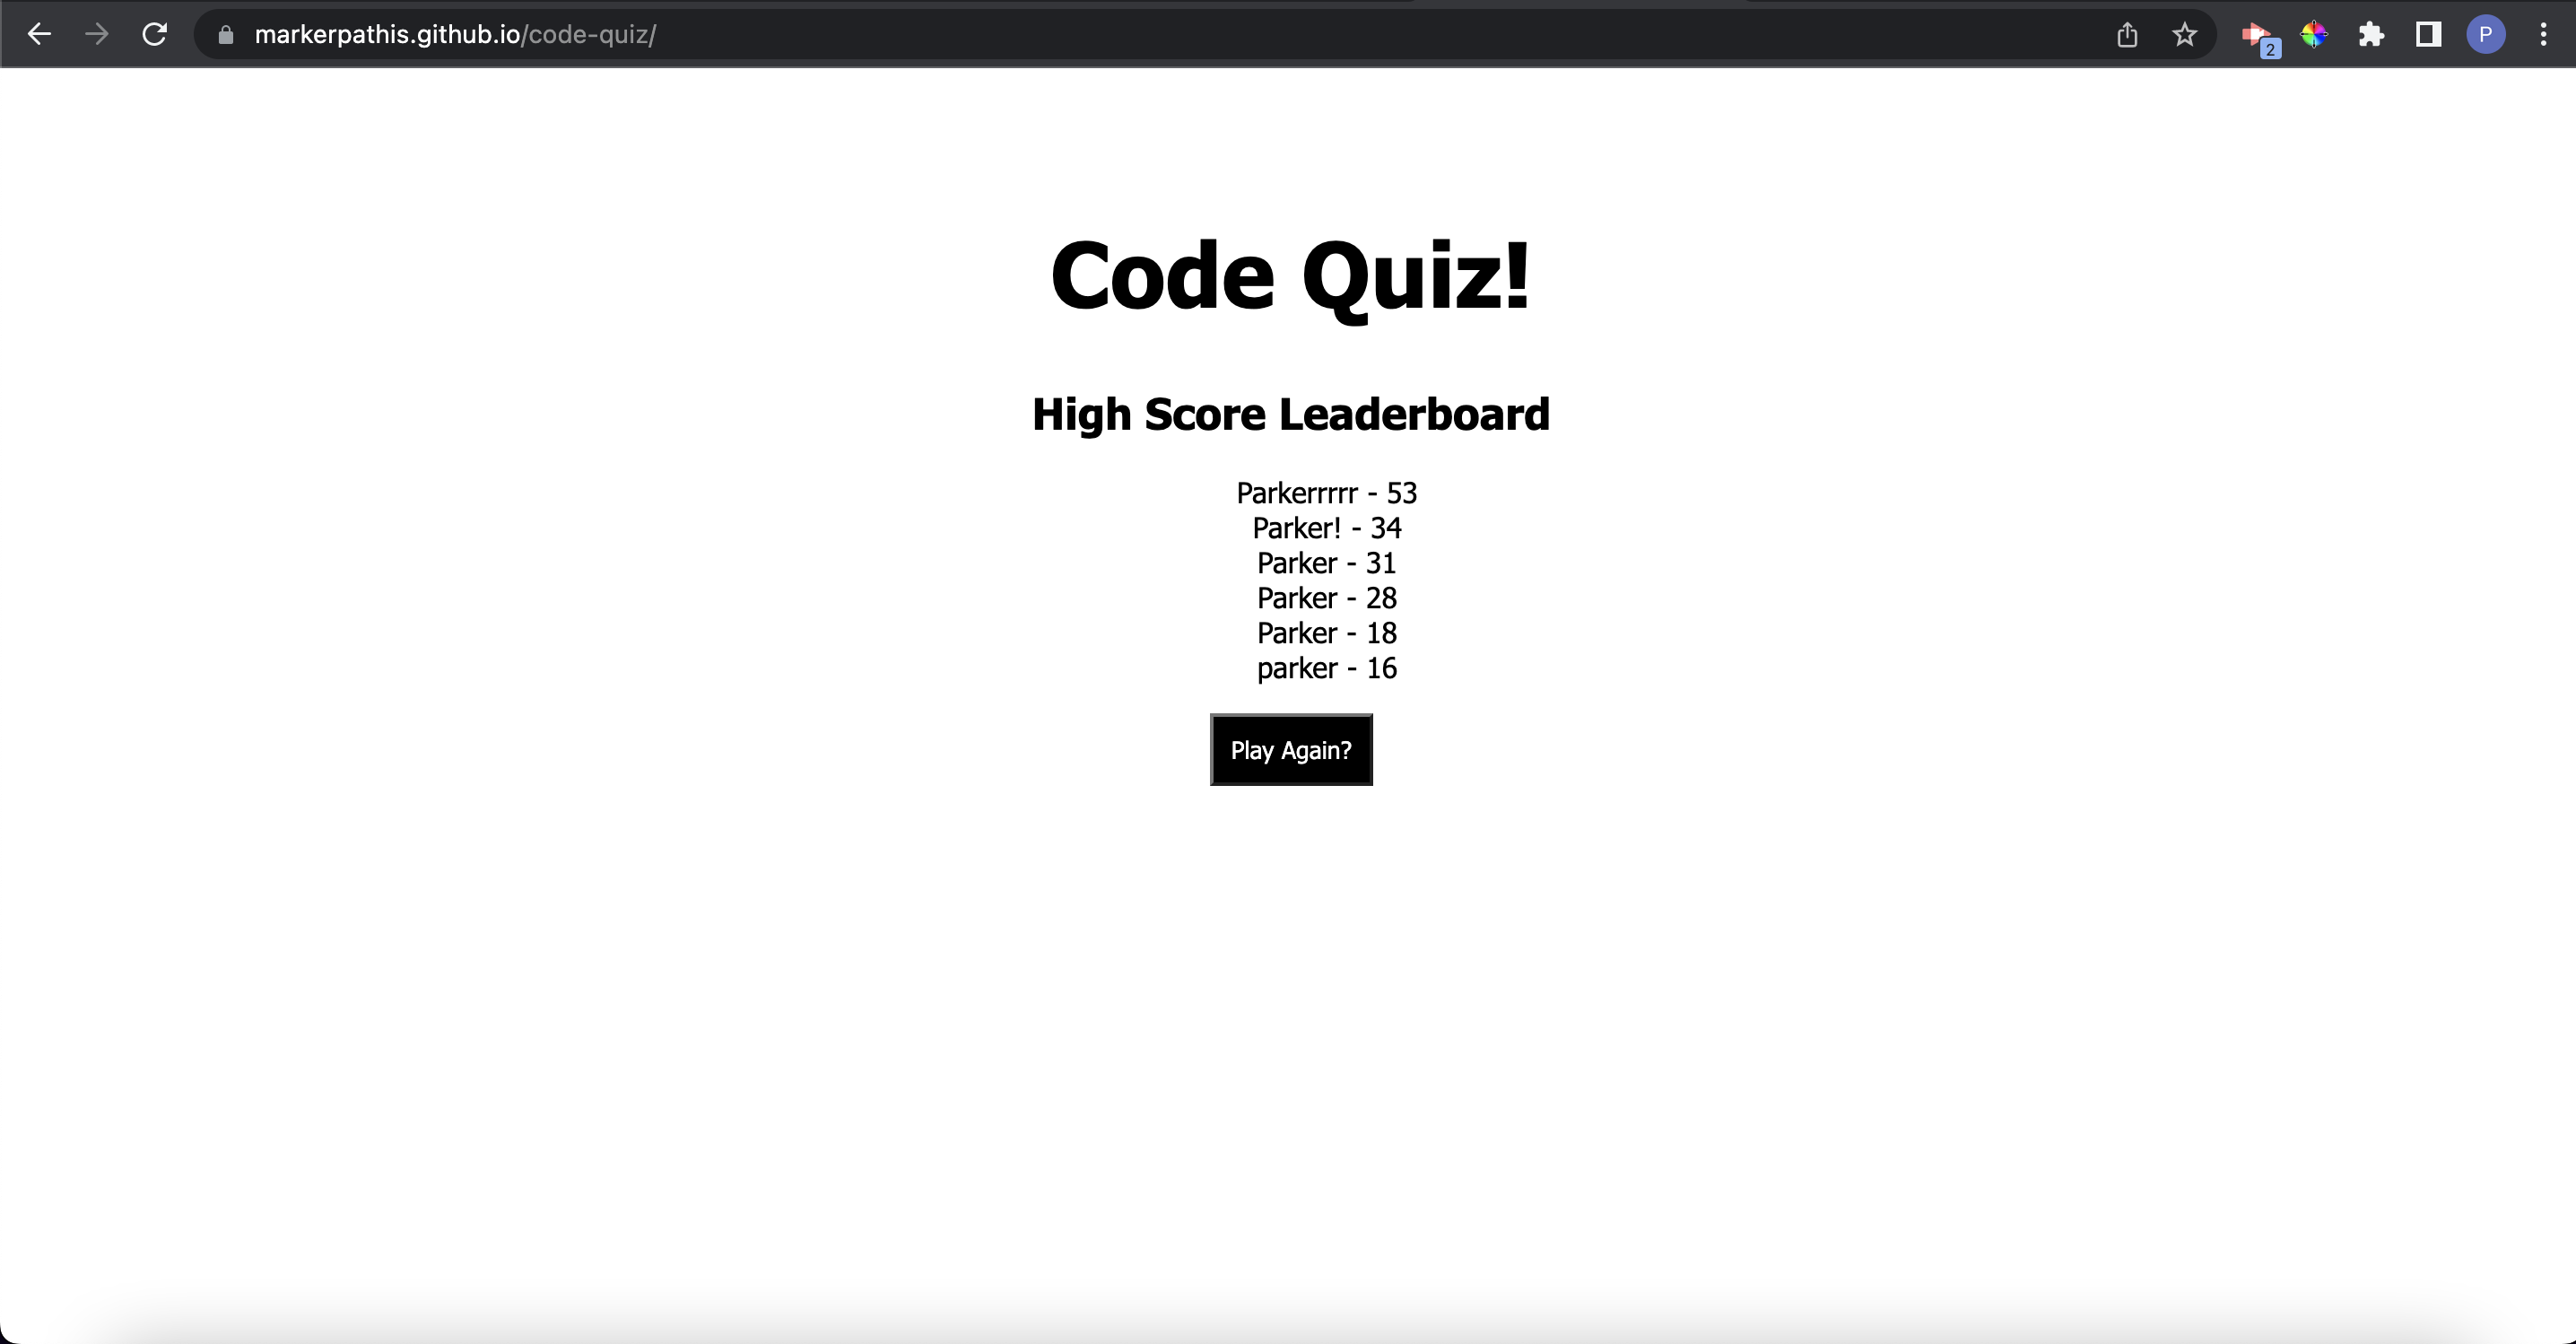 markerpathis.github.io/code-quiz/
2
P
Code Quiz!
High Score Leaderboard
Parkerrrrr - 53
Parker! - 34
Parker - 31
Parker - 28
Parker - 18
parker - 16
Play Again?